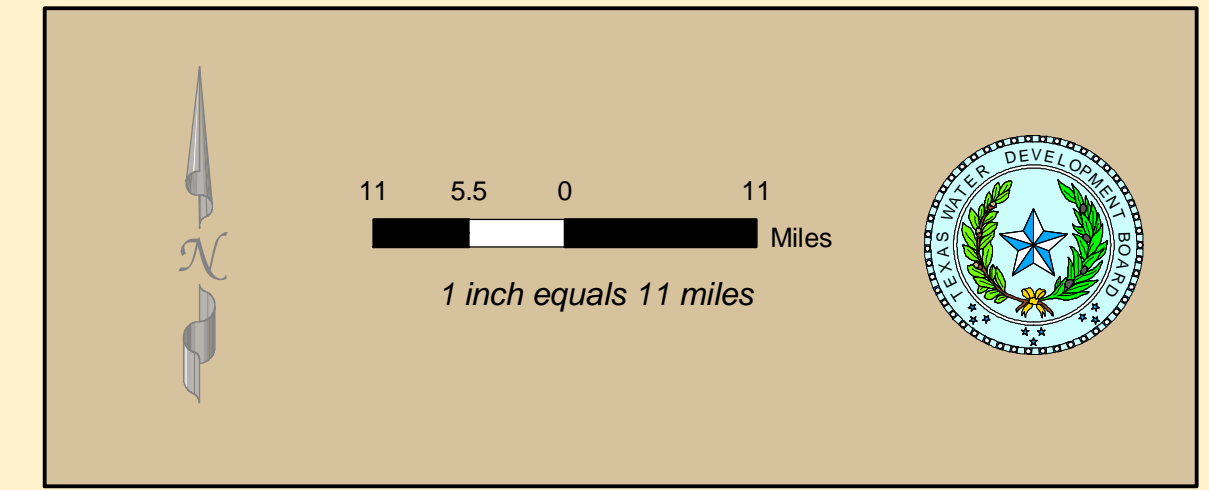 N
11 5.5 0 11
Miles
1 inch equals 11 miles
TEXAS WATER DEVELOPMENT BOARD